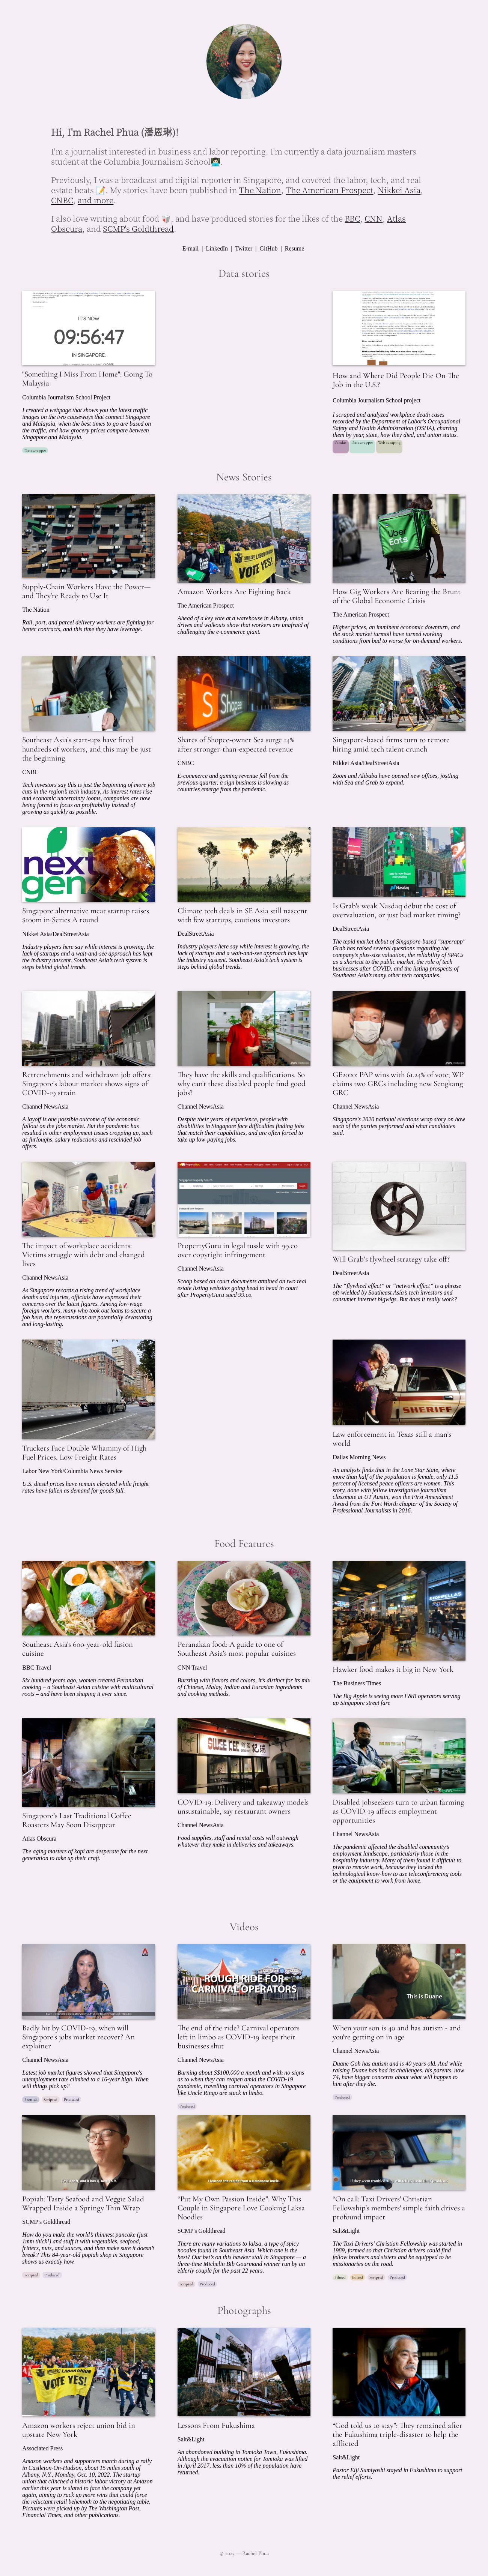 Hi, I'm Rachel Phua (潘恩琳)!
I'm a journalist interested in business and labor reporting. I'm currently a data journalism masters
student at the Columbia Journalism School
Previously, I was a broadcast and digital reporter in Singapore, and covered the labor, tech, and real
estate beats 📝. My stories have been published in The Nation, The American Prospect, Nikkei Asia,
CNBC, and more.
I also love writing about food 🥡, and have produced stories for the likes of the BBC, CNN, Atlas
Obscura, and SCMP's Goldthread.
E-mail | LinkedIn | Twitter | GitHub | Resume
Data stories
IT'S NOW
09:56:47
IN SINGAPORE.
"Something I Miss From Home": Going To
Malaysia
Columbia Journalism School Project
I created a webpage that shows you the latest traffic
images on the two causeways that connect Singapore
and Malaysia, when the best times to go are based on
the traffic, and how grocery prices compare between
Singapore and Malaysia.
How and Where Did People Die On The
Job in the U.S.?
Columbia Journalism School project
I scraped and analyzed workplace death cases
recorded by the Department of Labor's Occupational
Safety and Health Administration (OSHA), charting
them by year, state, how they died, and union status.
Pandas Datawrapper Web scraping
Datawrapper
News Stories
VOTE YES!
Uber
Eats
Supply-Chain Workers Have the Power—
and They're Ready to Use It
The Nation
Rail, port, and parcel delivery workers are fighting for
better contracts, and this time they have leverage.
Amazon Workers Are Fighting Back
The American Prospect
Ahead of a key vote at a warehouse in Albany, union
drives and walkouts show that workers are unafraid of
challenging the e-commerce giant.
How Gig Workers Are Bearing the Brunt
of the Global Economic Crisis
The American Prospect
Higher prices, an imminent economic downturn, and
the stock market turmoil have turned working
conditions from bad to worse for on-demand workers.
Shopee
Southeast Asia's start-ups have fired
hundreds of workers, and this may be just
the beginning
CNBC
Tech investors say this is just the beginning of more job
cuts in the region's tech industry. As interest rates rise
and economic uncertainty looms, companies are now
being forced to focus on profitability instead of
growing as quickly as possible.
Shares of Shopee-owner Sea surge 14%
after stronger-than-expected revenue
CNBC
E-commerce and gaming revenue fell from the
previous quarter, a sign business is slowing as
countries emerge from the pandemic.
Singapore-based firms turn to remote
hiring amid tech talent crunch
Nikkei Asia/DealStreetAsia
Zoom and Alibaba have opened new offices, jostling
with Sea and Grab to expand.
next
gen
Nasdaq
Singapore alternative meat startup raises
$100m in Series A round
Nikkei Asia/DealStreetAsia
Industry players here say while interest is growing, the
lack of startups and a wait-and-see approach has kept
the industry nascent. Southeast Asia's tech system is
steps behind global trends.
Climate tech deals in SE Asia still nascent
with few startups, cautious investors
DealStreetAsia
Industry players here say while interest is growing, the
lack of startups and a wait-and-see approach has kept
the industry nascent. Southeast Asia's tech system is
steps behind global trends.
Is Grab's weak Nasdaq debut the cost of
overvaluation, or just bad market timing?
DealStreetAsia
The tepid market debut of Singapore-based "superapp"
Grab has raised several questions regarding the
company's plus-size valuation, the reliability of SPACs
as a shortcut to the public market, the role of tech
businesses after COVID, and the listing prospects of
Southeast Asia's many other tech companies.
Retrenchments and withdrawn job offers:
Singapore's labour market shows signs of
COVID-19 strain
Channel NewsAsia
A layoff is one possible outcome of the economic
fallout on the jobs market. But the pandemic has
resulted in other employment issues cropping up, such
as furloughs, salary reductions and rescinded job
offers.
They have the skills and qualifications. So
why can't these disabled people find good
jobs?
Channel NewsAsia
Despite their years of experience, people with
disabilities in Singapore face difficulties finding jobs
that match their capabilities, and are often forced to
take up low-paying jobs.
GE2020: PAP wins with 61.24% of vote; WP
claims two GRCs including new Sengkang
GRC
Channel NewsAsia
Singapore's 2020 national elections wrap story on how
each of the parties performed and what candidates
said.
The impact of workplace accidents:
Victims struggle with debt and changed
lives
Channel NewsAsia
As Singapore records a rising trend of workplace
deaths and injuries, officials have expressed their
concerns over the latest figures. Among low-wage
foreign workers, many who took out loans to secure a
job here, the repercussions are potentially devastating
and long-lasting.
PropertyGuru in legal tussle with 99.co
over copyright infringement
Channel NewsAsia
Scoop based on court documents attained on two real
estate listing websites going head to head in court
after PropertyGuru sued 99.co.
Will Grab's flywheel strategy take off?
DealStreetAsia
The "flywheel effect" or "network effect" is a phrase
oft-wielded by Southeast Asia's tech investors and
consumer internet bigwigs. But does it really work?
SHERIFF
Truckers Face Double Whammy of High
Fuel Prices, Low Freight Rates
Labor New York/Columbia News Service
U.S. diesel prices have remain elevated while freight
rates have fallen as demand for goods fall.
Law enforcement in Texas still a man's
world
Dallas Morning News
An analysis finds that in the Lone Star State, where
more than half of the population is female, only 11.5
percent of licensed peace officers are women. This
story, done with fellow investigative journalism
classmate at UT Austin, won the First Amendment
Award from the Fort Worth chapter of the Society of
Professional Journalists in 2016.
Food Features
Southeast Asia's 600-year-old fusion
cuisine
BBC Travel
Six hundred years ago, women created Peranakan
cooking – a Southeast Asian cuisine with multicultural
roots – and have been shaping it ever since.
Peranakan food: A guide to one of
Southeast Asia's most popular cuisines
CNN Travel
Bursting with flavors and colors, it's distinct for its mix
of Chinese, Malay, Indian and Eurasian ingredients
and cooking methods.
Hawker food makes it big in New York
The Business Times
The Big Apple is seeing more F&B operators serving
up Singapore street fare
GWEE KEE
Singapore's Last Traditional Coffee
Roasters May Soon Disappear
Atlas Obscura
The aging masters of kopi are desperate for the next
generation to take up their craft.
COVID-19: Delivery and takeaway models
unsustainable, say restaurant owners
Channel NewsAsia
Food supplies, staff and rental costs will outweigh
whatever they make in deliveries and takeaways.
Disabled jobseekers turn to urban farming
as COVID-19 affects employment
opportunities
Channel NewsAsia
The pandemic affected the disabled community's
employment landscape, particularly those in the
hospitality industry. Many of them found it difficult to
pivot to remote work, because they lacked the
technological know-how to use teleconferencing tools
or the equipment to work from home.
Videos
ROUGH RIDE FOR
CARNIVAL OPERATORS
This is Duane
Badly hit by COVID-19, when will
Singapore's jobs market recover? An
explainer
Channel NewsAsia
Latest job market figures showed that Singapore's
unemployment rate climbed to a 16-year high. When
will things pick up?
Scripted Produced
The end of the ride? Carnival operators
left in limbo as COVID-19 keeps their
businesses shut
Channel NewsAsia
Burning about S$100,000 a month and with no signs
as to when they can reopen amid the COVID-19
pandemic, travelling carnival operators in Singapore
like Uncle Ringo are stuck in limbo.
Produced
When your son is 40 and has autism - and
you're getting on in age
Channel NewsAsia
Duane Goh has autism and is 40 years old. And while
raising Duane has had its challenges, his parents, now
74, have bigger concerns about what will happen to
him after they die.
Produced
Popiah: Tasty Seafood and Veggie Salad
Wrapped Inside a Springy Thin Wrap
SCMP's Goldthread
How do you make the world's thinnest pancake (just
1mm thick!) and stuff it with vegetables, seafood,
fritters, nuts, and sauces, and then make sure it doesn't
break? This 84-year-old popiah shop in Singapore
shows us exactly how.
Scripted Produced
"Put My Own Passion Inside": Why This
Couple in Singapore Love Cooking Laksa
Noodles
SCMP's Goldthread
There are many variations to laksa, a type of spicy
noodles found in Southeast Asia. Which one is the
best? Our bet's on this hawker stall in Singapore — a
three-time Michelin Bib Gourmand winner run by an
elderly couple for the past 22 years.
Scripted Produced
"On call: Taxi Drivers' Christian
Fellowship's members' simple faith drives a
profound impact
Salt&Light
The Taxi Drivers' Christian Fellowship was started in
1989, formed so that Christian drivers could find
fellow brothers and sisters and be equipped to be
missionaries on the road.
Filmed Edited Scripted Produced
Photographs
VOTE YES!
Amazon workers reject union bid in
upstate New York
Associated Press
Amazon workers and supporters march during a rally
in Castleton-On-Hudson, about 15 miles south of
Albany, N.Y., Monday, Oct. 10, 2022. The startup
union that clinched a historic labor victory at Amazon
earlier this year is slated to face the company yet
again, aiming to rack up more wins that could force
the reluctant retail behemoth to the negotiating table.
Pictures were picked up by The Washington Post,
Financial Times, and other publications.
Lessons From Fukushima
Salt&Light
An abandoned building in Tomioka Town, Fukushima.
Although the evacuation notice for Tomioka was lifted
in April 2017, less than 10% of the population have
returned.
"God told us to stay": They remained after
the Fukushima triple-disaster to help the
afflicted
Salt&Light
Pastor Eiji Sumiyoshi stayed in Fukushima to support
the relief efforts.
© 2023 — Rachel Phua